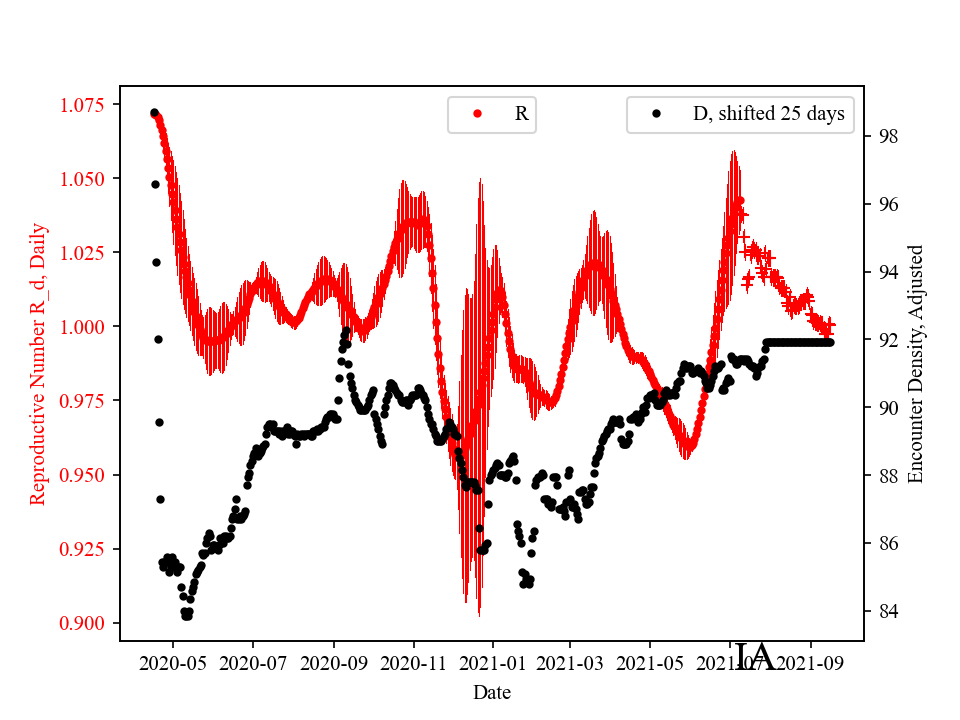 R
D, shifted 25 days
1.075
1.050
1.025
1.000
0.975
0.950
0.925
0.900
Reproductive Number R_d, Daily
98
96
94
92
90
88
86
84
Encounter Density, Adjusted
2020-05 2020-07 2020-09 2020-11 2021-01 2021-03 2021-05 2021-07 2021-09
IA
Date